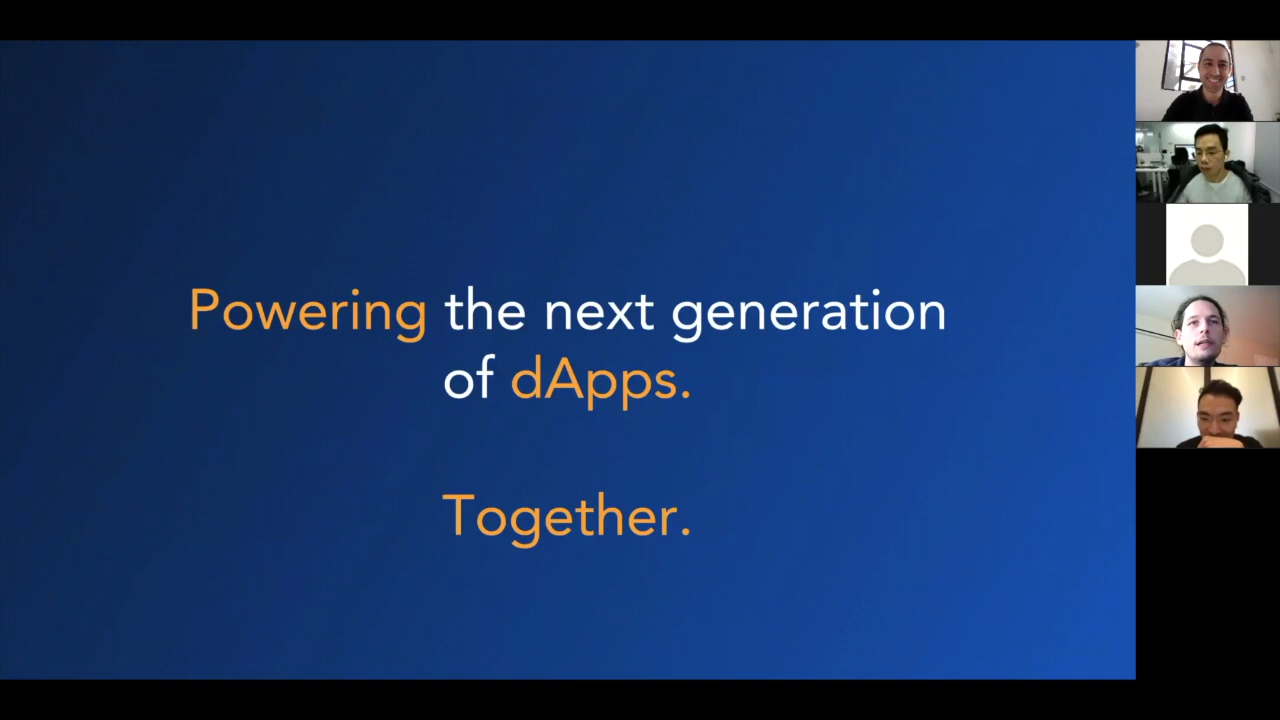 Powering the next generation
of dApps.
Together.